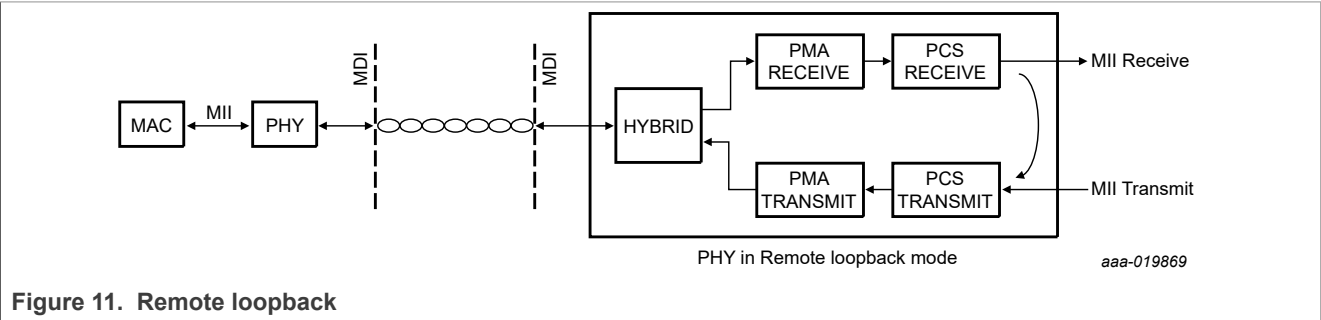 MDI
MDI
PMA
RECEIVE
PCS
RECEIVE
MII Receive
MAC
MII
PHY
HYBRID
PMA
TRANSMIT
PCS
TRANSMIT
MII Transmit
PHY in Remote loopback mode
aaa-019869
Figure 11. Remote loopback